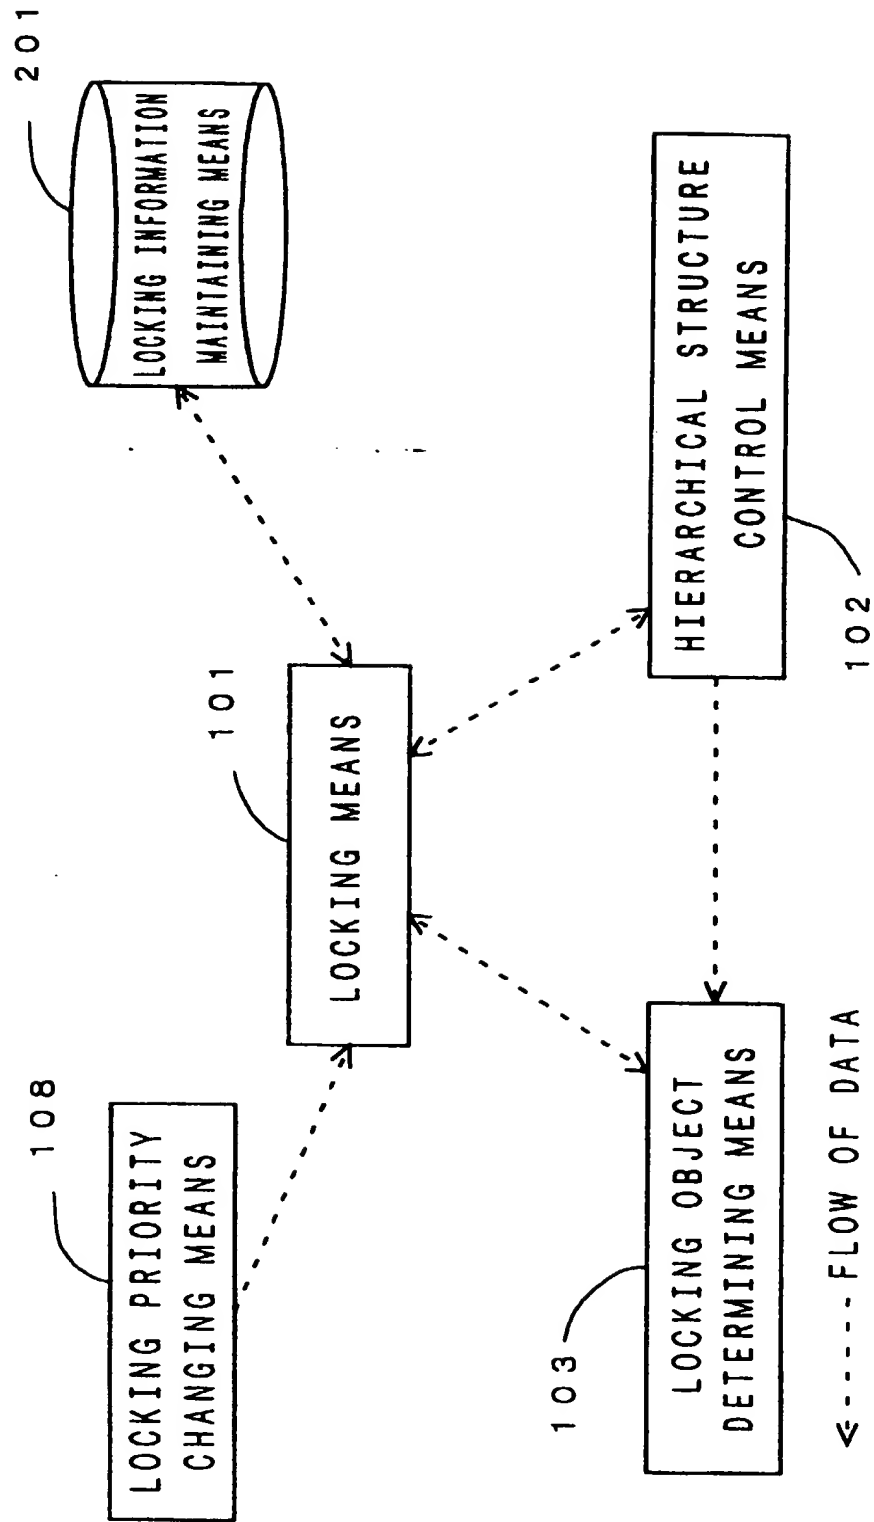 201
LOCKING INFORMATION
MAINTAINING MEANS
108
LOCKING PRIORITY
CHANGING MEANS
101
LOCKING MEANS
103
LOCKING OBJECT
DETERMINING MEANS
HIERARCHICAL STRUCTURE
CONTROL MEANS
102
FLOW OF DATA